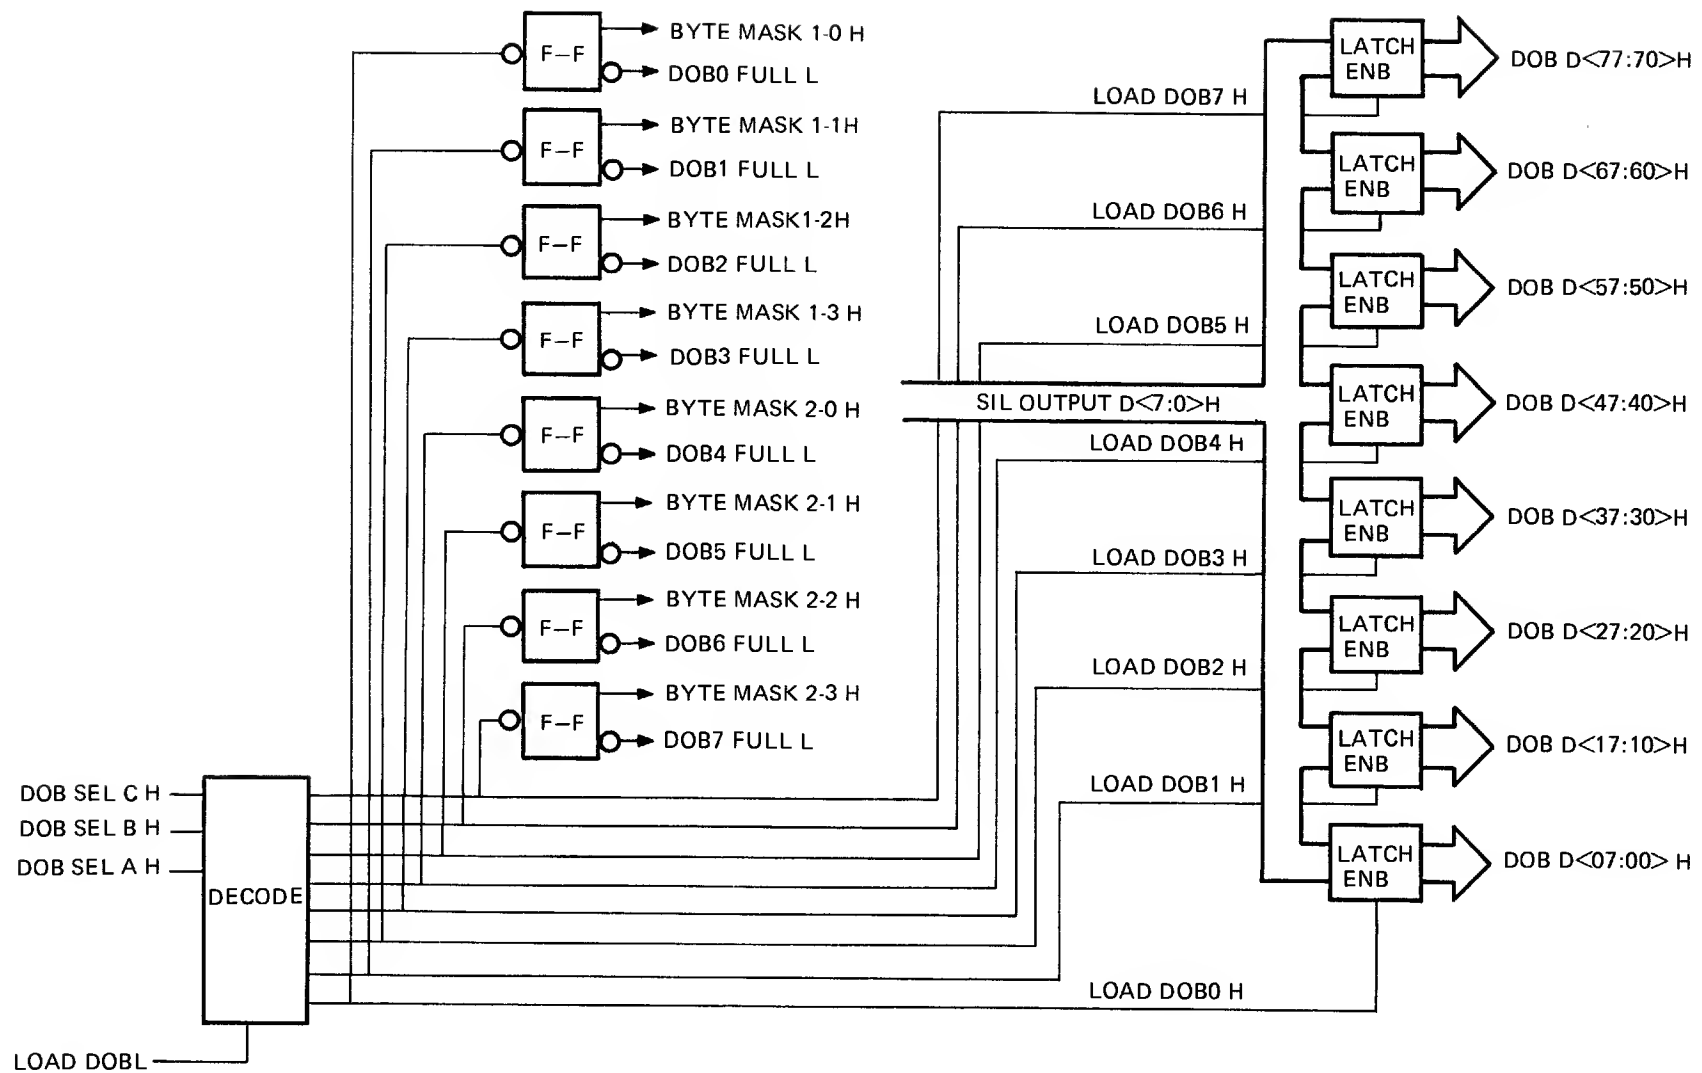 F-F
BYTE MASK 1-0 H
DOB0 FULL L
F-F
BYTE MASK 1-1H
DOB1 FULL L
F-F
BYTE MASK1-2H
DOB2 FULL L
F-F
BYTE MASK 1-3 H
DOB3 FULL L
F-F
BYTE MASK 2-0 H
DOB4 FULL L
F-F
BYTE MASK 2-1 H
DOB5 FULL L
F-F
BYTE MASK 2-2 H
DOB6 FULL L
F-F
BYTE MASK 2-3 H
DOB7 FULL L
DOB SEL C H
DOB SEL B H
DOB SEL A H
DECODE
LOAD DOBL
LOAD DOB7 H
LOAD DOB6 H
LOAD DOB5 H
SIL OUTPUT D<7:0>H
LOAD DOB4 H
LOAD DOB3 H
LOAD DOB2 H
LOAD DOB1 H
LOAD DOB0 H
LATCH
ENB
DOB D<77:70>H
LATCH
ENB
DOB D<67:60>H
LATCH
ENB
DOB D<57:50>H
LATCH
ENB
DOB D<47:40>H
LATCH
ENB
DOB D<37:30>H
LATCH
ENB
DOB D<27:20>H
LATCH
ENB
DOB D<17:10>H
LATCH
ENB
DOB D<07:00> H